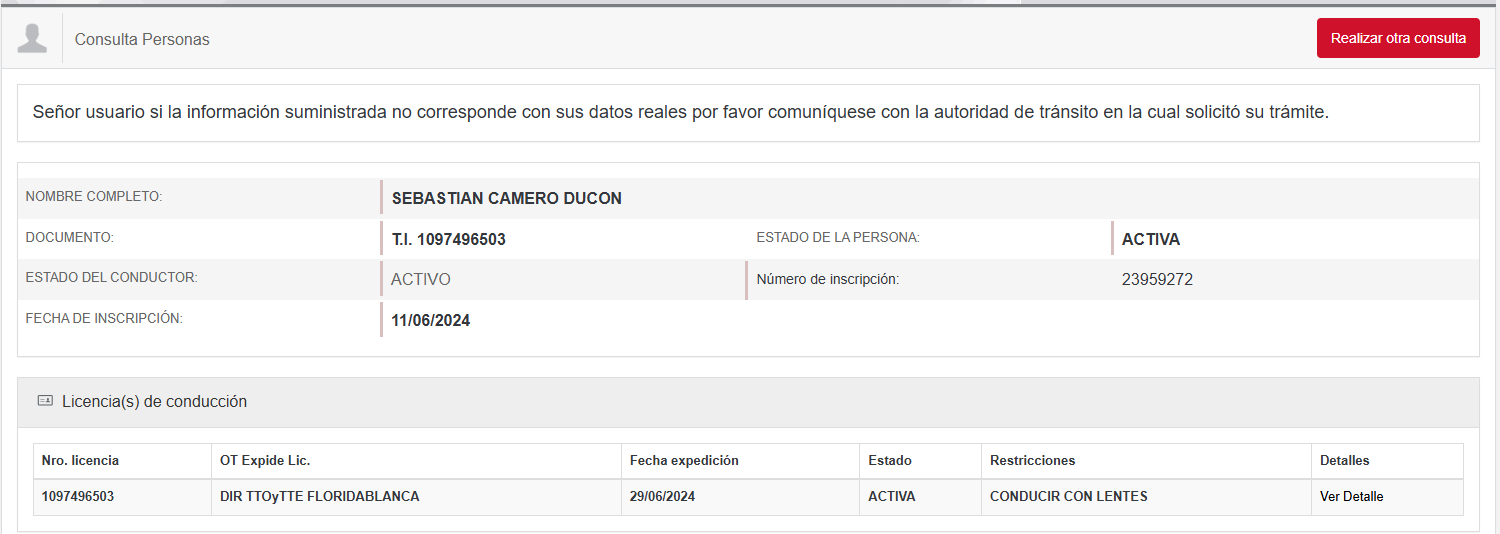 Consulta Personas
Realizar otra consulta
Señor usuario si la información suministrada no corresponde con sus datos reales por favor comuníquese con la autoridad de tránsito en la cual solicitó su trámite.
NOMBRE COMPLETO: SEBASTIAN CAMERO DUCON
DOCUMENTO: T.I. 1097496503 ESTADO DE LA PERSONA: ACTIVA
ESTADO DEL CONDUCTOR: ACTIVO Número de inscripción: 23959272
FECHA DE INSCRIPCIÓN: 11/06/2024
Licencia(s) de conducción
Nro. licencia OT Expide Lic. Fecha expedición Estado Restricciones Detalles
1097496503 DIR TTOyTTE FLORIDABLANCA 29/06/2024 ACTIVA CONDUCIR CON LENTES Ver Detalle